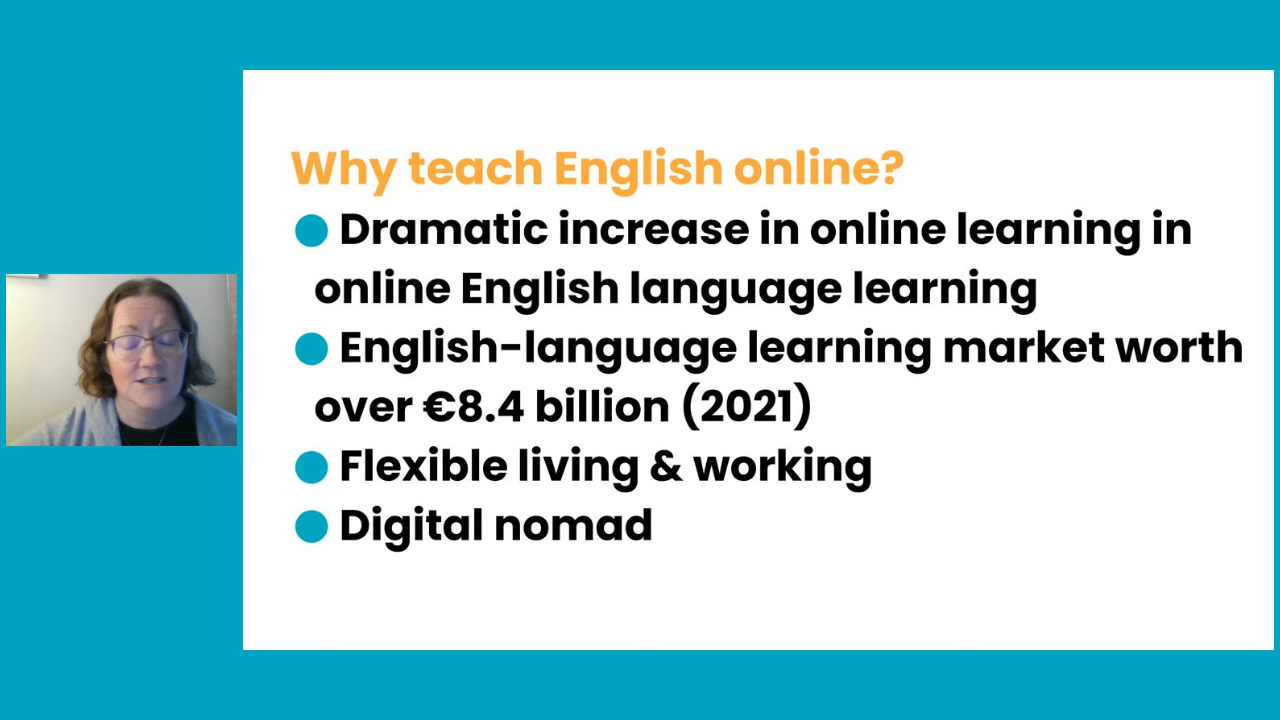 Why teach English online?
● Dramatic increase in online learning in
online English language learning
● English-language learning market worth
over €8.4 billion (2021)
● Flexible living & working
● Digital nomad